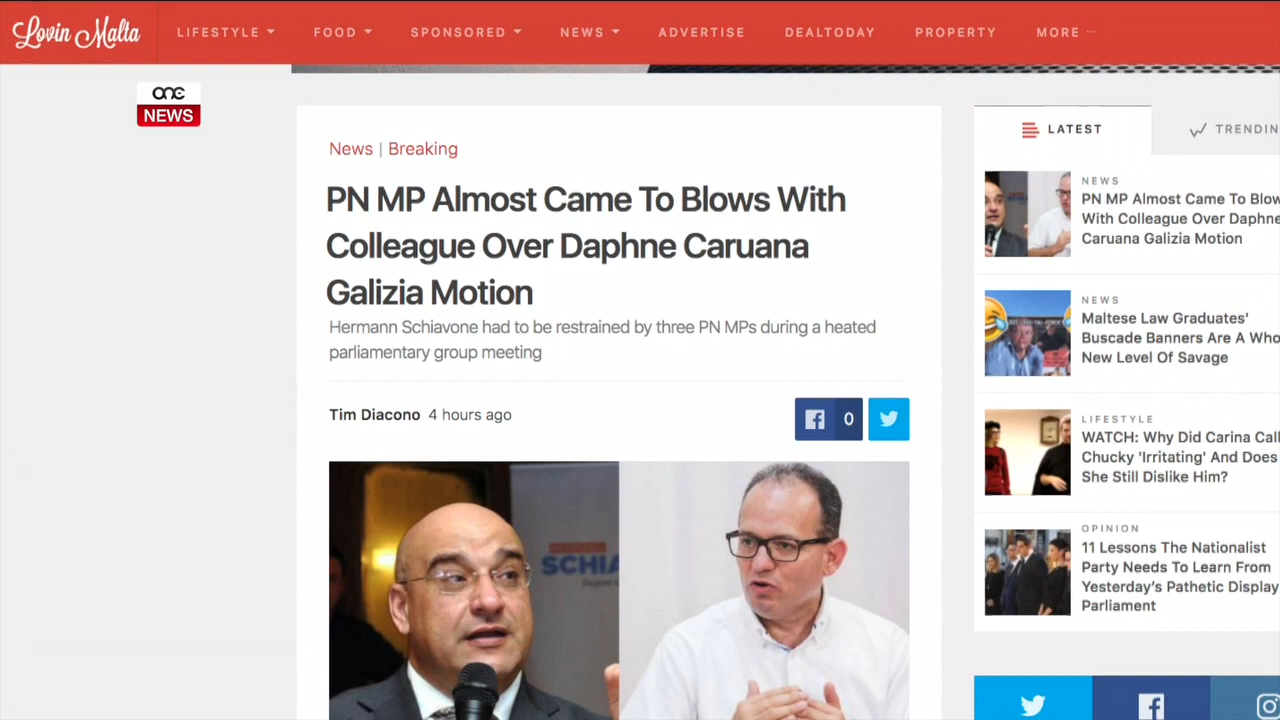 Lovin Malta
LIFESTYLE FOOD SPONSORED NEWS ADVERTISE DEALTODAY PROPERTY MORE ...
one
NEWS
News | Breaking
PN MP Almost Came To Blows With
Colleague Over Daphne Caruana
Galizia Motion
Hermann Schiavone had to be restrained by three PN MPs during a heated
parliamentary group meeting
Tim Diacono 4 hours ago
0
SCHIA
LATEST
TRENDIN
NEWS
PN MP Almost Came To Blow
With Colleague Over Daphne
Caruana Galizia Motion
NEWS
Maltese Law Graduates'
Buscade Banners Are A Who
New Level Of Savage
LIFESTYLE
WATCH: Why Did Carina Call
Chucky 'Irritating' And Does
She Still Dislike Him?
OPINION
11 Lessons The Nationalist
Party Needs To Learn From
Yesterday's Pathetic Display
Parliament